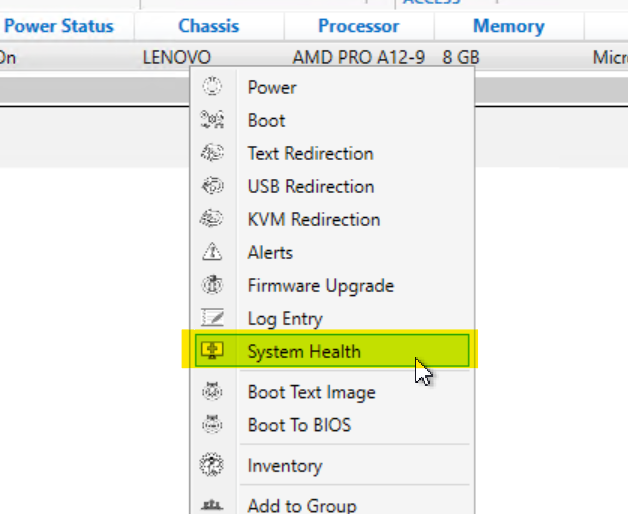 ACCESS
Power Status Chassis Processor Memory
On LENOVO AMD PRO A12-9 8 GB Micr
Power
Boot
Text Redirection
USB Redirection
KVM Redirection
Alerts
Firmware Upgrade
Log Entry
System Health
Boot Text Image
Boot To BIOS
Inventory
Add to Group